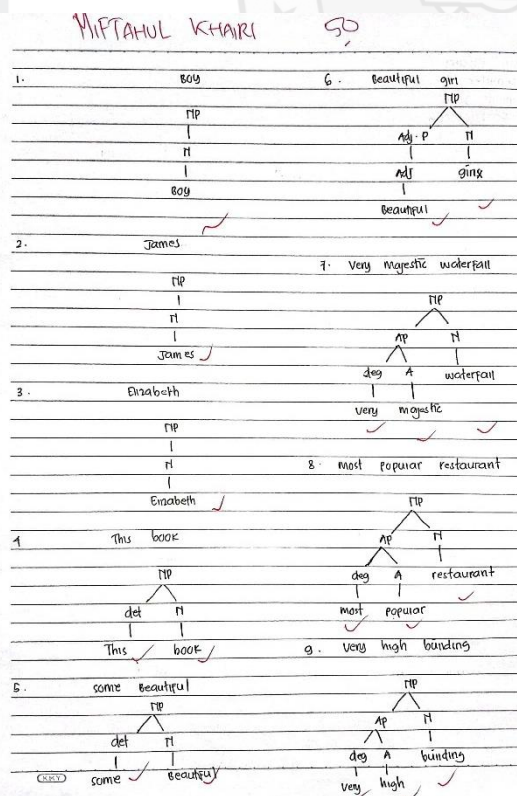 MIFTAHUL KHAIRI 50
1. BOY
NP
N
BOY
2. James
NP
N
James
3. Elizabeth
NP
N
Elizabeth
4 This book
NP
det N
This book
5. some Beautiful
NP
det N
some Beautiful
6. Beautiful girl
NP
Adj. P N
Adj
Beautiful
7. Very majestic waterfall
NP
AP N
deg A waterfall
very majestic
8. most popular restaurant
NP
AP N
deg A restaurant
most popular
9. Very high building
NP
AP N
deg A building
very high
KKY